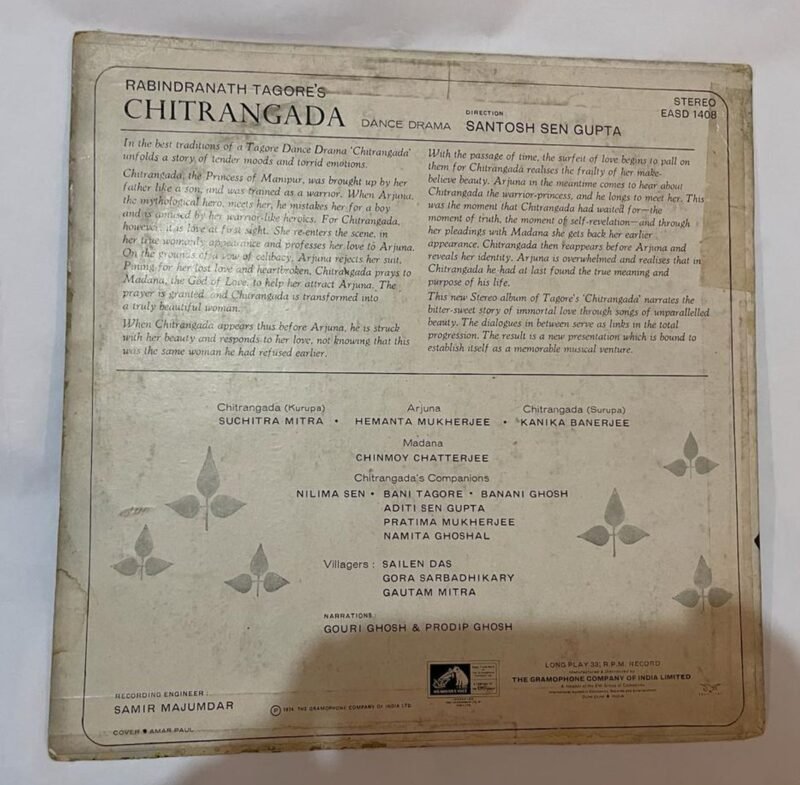 RABINDRANATH TAGORE'S
CHITRANGADA DANCE DRAMA
DIRECTION
SANTOSH SEN GUPTA
STEREO
EASD 1408
In the best traditions of a Tagore Dance Drama 'Chitrangada'
unfolds a story of tender moods and torrid emotions.
Chitrangada, the Princess of Manipur, was brought up by her
father like a son, and was trained as a warrior. When Arjuna,
the mythological hero, meets her, he mistakes her for a boy
and is amused by her warrior-like heroics. For Chitrangada,
however, it is love at first sight. She re-enters the scene, in
her true womanly appearance and professes her love to Arjuna.
On the grounds of a vow of celibacy, Arjuna rejects her suit.
Pining for her lost love and heartbroken, Chitrangada prays to
Madana, the God of Love, to help her attract Arjuna. The
prayer is granted and Chitrangada is transformed into
a truly beautiful woman.
When Chitrangada appears thus before Arjuna, he is struck
with her beauty and responds to her love, not knowing that this
was the same woman he had refused earlier.
With the passage of time, the surfeit of love begins to pall on
them for Chitrangada realises the frailty of her make-
believe beauty. Arjuna in the meantime comes to hear about
Chitrangada the warrior-princess, and he longs to meet her. This
was the moment that Chitrangada had waited for—the
moment of truth, the moment of self-revelation—and through
her pleadings with Madana she gets back her earlier
appearance. Chitrangada then reappears before Arjuna and
reveals her identity. Arjuna is overwhelmed and realises that in
Chitrangada he had at last found the true meaning and
purpose of his life.
This new Stereo album of Tagore's 'Chitrangada' narrates the
bitter-sweet story of immortal love through songs of unparallelled
beauty. The dialogues in between serve as links in the total
progression. The result is a new presentation which is bound to
establish itself as a memorable musical venture.
Chitrangada (Kurupa) Arjuna Chitrangada (Surupa)
SUCHITRA MITRA • HEMANTA MUKHERJEE • KANIKA BANERJEE
Madana
CHINMOY CHATTERJEE
Chitrangada's Companions
NILIMA SEN • BANI TAGORE • BANANI GHOSH
ADITI SEN GUPTA
PRATIMA MUKHERJEE
NAMITA GHOSHAL
Villagers : SAILEN DAS
GORA SARBADHIKARY
GAUTAM MITRA
NARRATIONS :
GOURI GHOSH & PRODIP GHOSH
RECORDING ENGINEER :
SAMIR MAJUMDAR
COVER • AMAR PAUL
Ⓟ 1974 THE GRAMOPHONE COMPANY OF INDIA LTD.
LONG PLAY 33⅓ R.P.M. RECORD
THE GRAMOPHONE COMPANY OF INDIA LIMITED